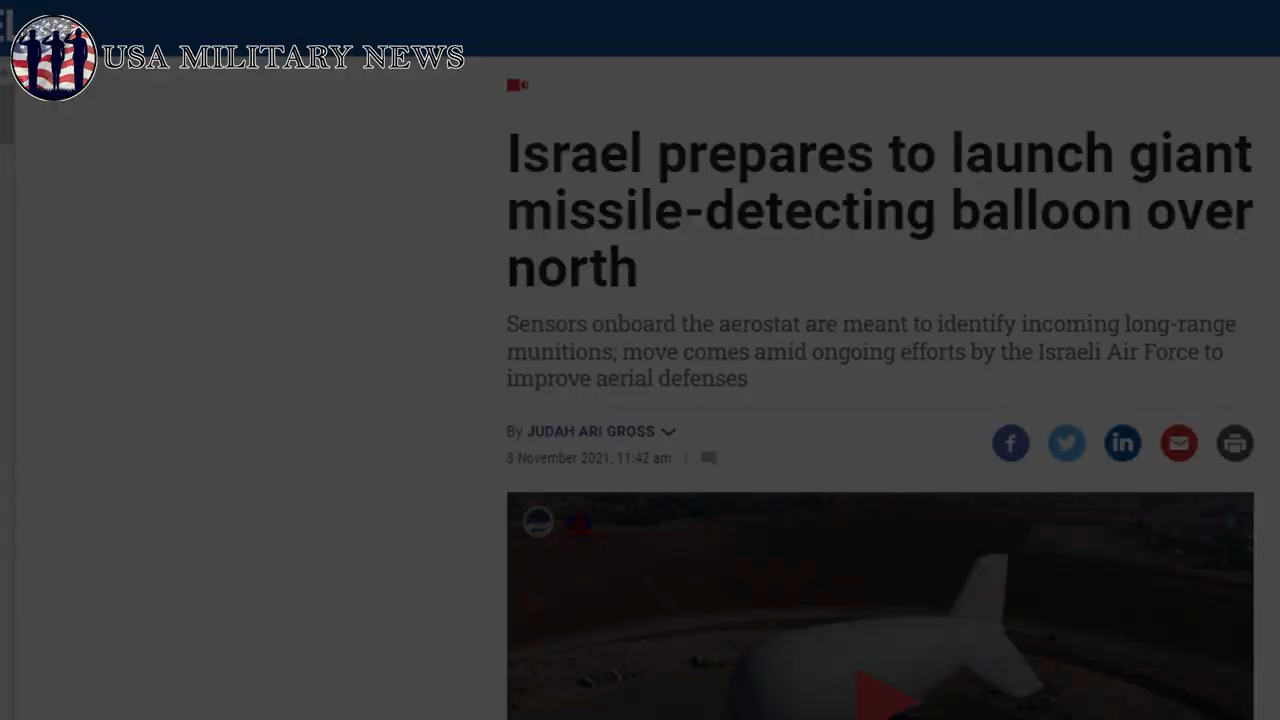 EL
USA MILITARY NEWS
Israel prepares to launch giant
missile-detecting balloon over
north
Sensors onboard the aerostat are meant to identify incoming long-range
munitions; move comes amid ongoing efforts by the Israeli Air Force to
improve aerial defenses
By JUDAH ARI GROSS
3 November 2021, 11:42 am